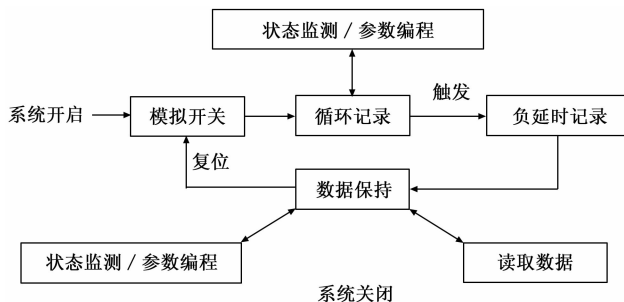 状态监测 / 参数编程
系统开启
模拟开关
循环记录
触发
负延时记录
复位
数据保持
状态监测 / 参数编程
读取数据
系统关闭